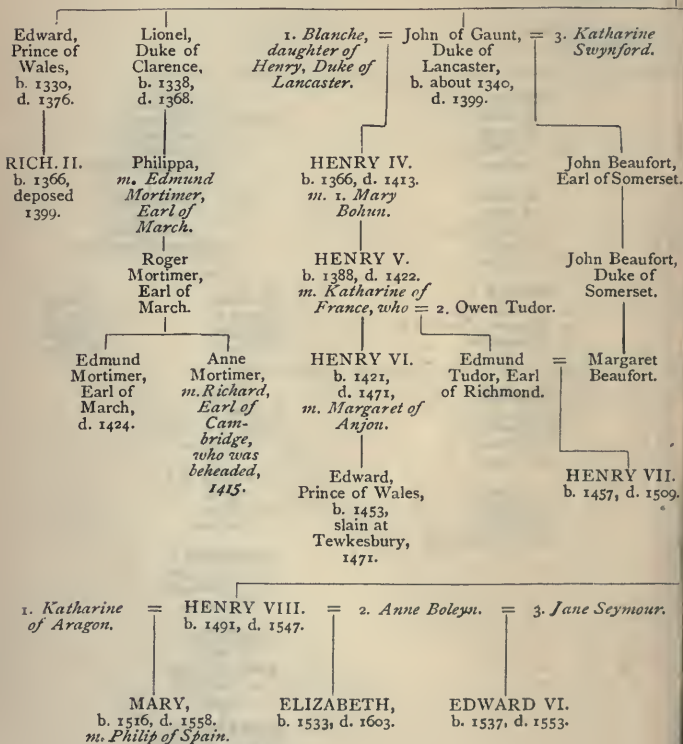 Edward,
Prince of
Wales,
b. 1330,
d. 1376.
Lionel,
Duke of
Clarence,
b. 1338,
d. 1368.
1. Blanche,
daughter of
Henry, Duke of
Lancaster.
=
John of Gaunt,
Duke of
Lancaster,
b. about 1340,
d. 1399.
=
3. Katharine
Swynford.
RICH. II.
b. 1366,
deposed
1399.
Philippa,
m. Edmund
Mortimer,
Earl of
March.
HENRY IV.
b. 1366, d. 1413.
m. 1. Mary
Bohun.
John Beaufort,
Earl of Somerset.
Roger
Mortimer,
Earl of
March.
HENRY V.
b. 1388, d. 1422.
m. Katharine of
France, who = 2. Owen Tudor.
John Beaufort,
Duke of
Somerset.
Edmund
Mortimer,
Earl of
March,
d. 1424.
Anne
Mortimer,
m. Richard,
Earl of
Cam-
bridge,
who was
beheaded,
1415.
HENRY VI.
b. 1421,
d. 1471,
m. Margaret of
Anjou.
Edmund
Tudor, Earl
of Richmond.
=
Margaret
Beaufort.
Edward,
Prince of Wales,
b. 1453,
slain at
Tewkesbury,
1471.
HENRY VII.
b. 1457, d. 1509.
1. Katharine
of Aragon.
=
HENRY VIII.
b. 1491, d. 1547.
=
2. Anne Boleyn.
=
3. Jane Seymour.
MARY,
b. 1516, d. 1558.
m. Philip of Spain.
ELIZABETH,
b. 1533, d. 1603.
EDWARD VI.
b. 1537, d. 1553.